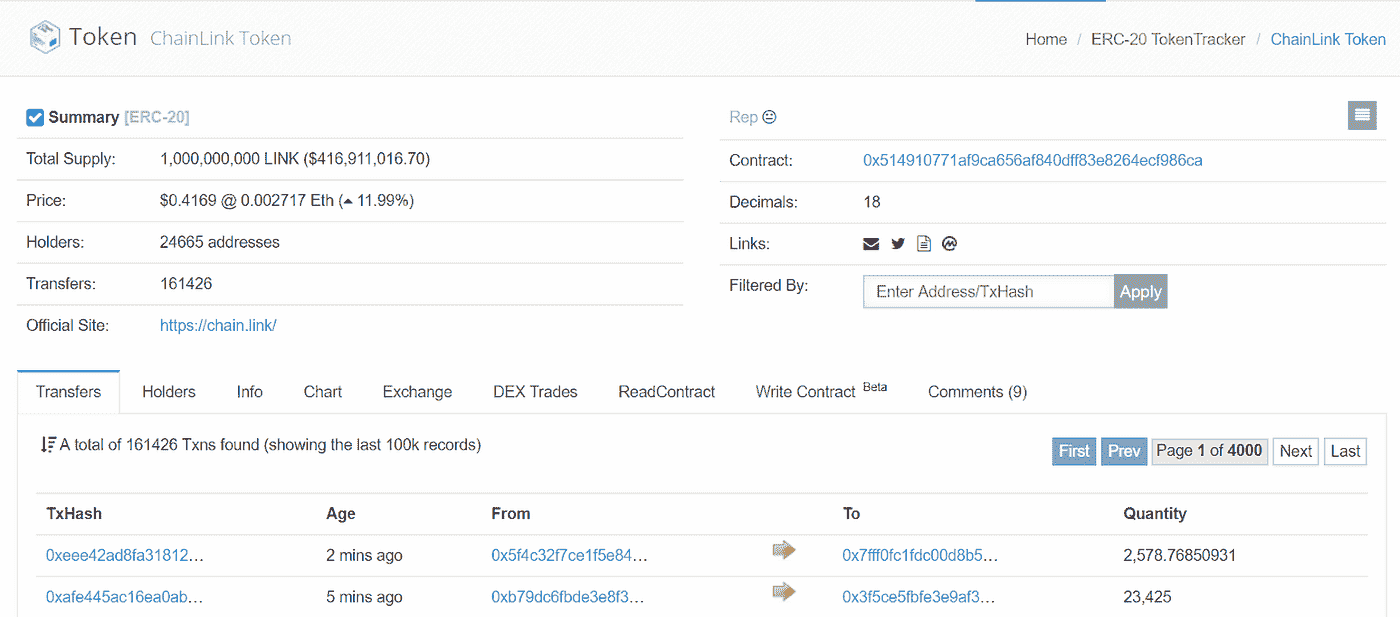 Token ChainLink Token
Home / ERC-20 TokenTracker / ChainLink Token
Summary [ERC-20]
Total Supply: 1,000,000,000 LINK ($416,911,016.70)
Price: $0.4169 @ 0.002717 Eth (11.99%)
Holders: 24665 addresses
Transfers: 161426
Official Site: https://chain.link/
Rep
Contract: 0x514910771af9ca656af840dff83e8264ecf986ca
Decimals: 18
Links:
Filtered By: Enter Address/TxHash Apply
Transfers Holders Info Chart Exchange DEX Trades ReadContract Write Contract Beta Comments (9)
A total of 161426 Txns found (showing the last 100k records)
First Prev Page 1 of 4000 Next Last
TxHash Age From To Quantity
0xeee42ad8fa31812... 2 mins ago 0x5f4c32f7ce1f5e84... 0x7fff0fc1fdc00d8b5... 2,578.76850931
0xafe445ac16ea0ab... 5 mins ago 0xb79dc6fbde3e8f3... 0x3f5ce5fbfe3e9af3... 23,425